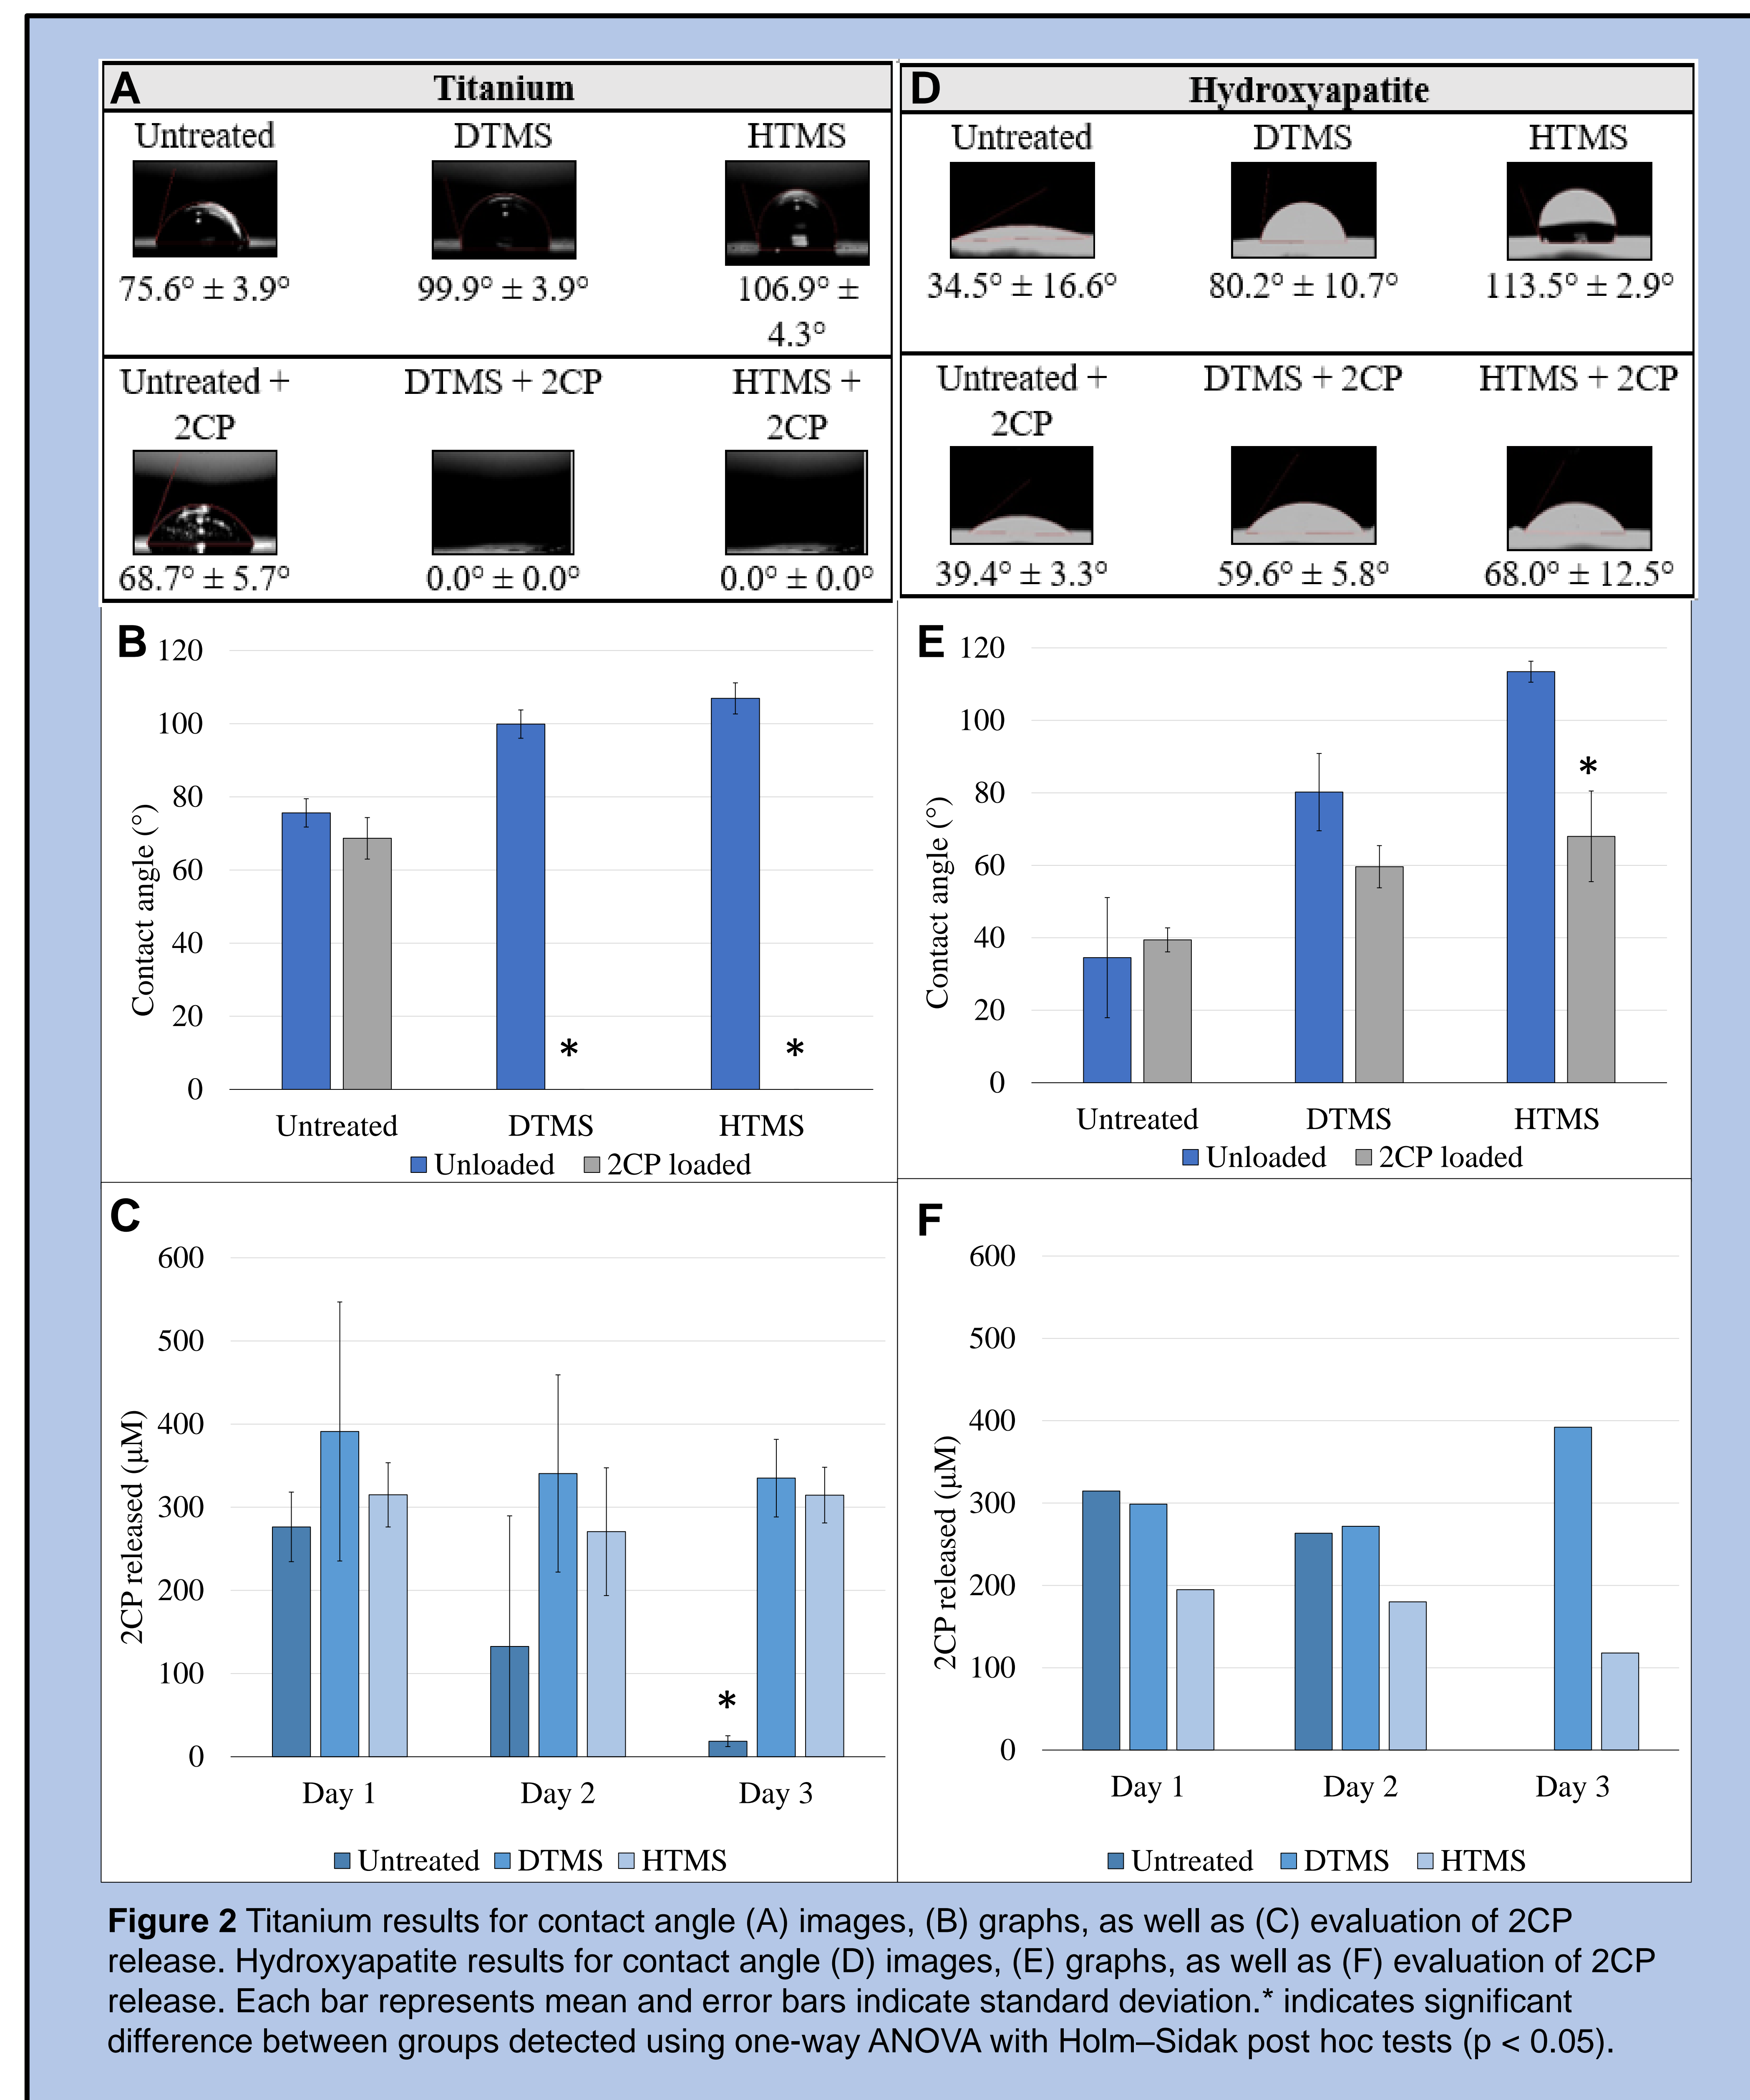 A
Titanium
Untreated
DTMS
HTMS
75.6° ± 3.9°
99.9° ± 3.9°
106.9° ±
4.3°
Untreated +
2CP
DTMS + 2CP
HTMS +
2CP
68.7° ± 5.7°
0.0° ± 0.0°
0.0° ± 0.0°
D
Hydroxyapatite
Untreated
DTMS
HTMS
34.5° ± 16.6°
80.2° ± 10.7°
113.5° ± 2.9°
Untreated +
2CP
DTMS + 2CP
HTMS + 2CP
39.4° ± 3.3°
59.6° ± 5.8°
68.0° ± 12.5°
B
Contact angle (°)
120
100
80
60
40
20
0
*
*
Untreated
DTMS
HTMS
Unloaded
2CP loaded
E
Contact angle (°)
120
100
80
60
40
20
0
*
Untreated
DTMS
HTMS
Unloaded
2CP loaded
C
2CP released (µM)
600
500
400
300
200
100
0
*
Day 1
Day 2
Day 3
Untreated
DTMS
HTMS
F
2CP released (µM)
600
500
400
300
200
100
0
Day 1
Day 2
Day 3
Untreated
DTMS
HTMS
Figure 2 Titanium results for contact angle (A) images, (B) graphs, as well as (C) evaluation of 2CP
release. Hydroxyapatite results for contact angle (D) images, (E) graphs, as well as (F) evaluation of 2CP
release. Each bar represents mean and error bars indicate standard deviation.* indicates significant
difference between groups detected using one-way ANOVA with Holm–Sidak post hoc tests (p < 0.05).